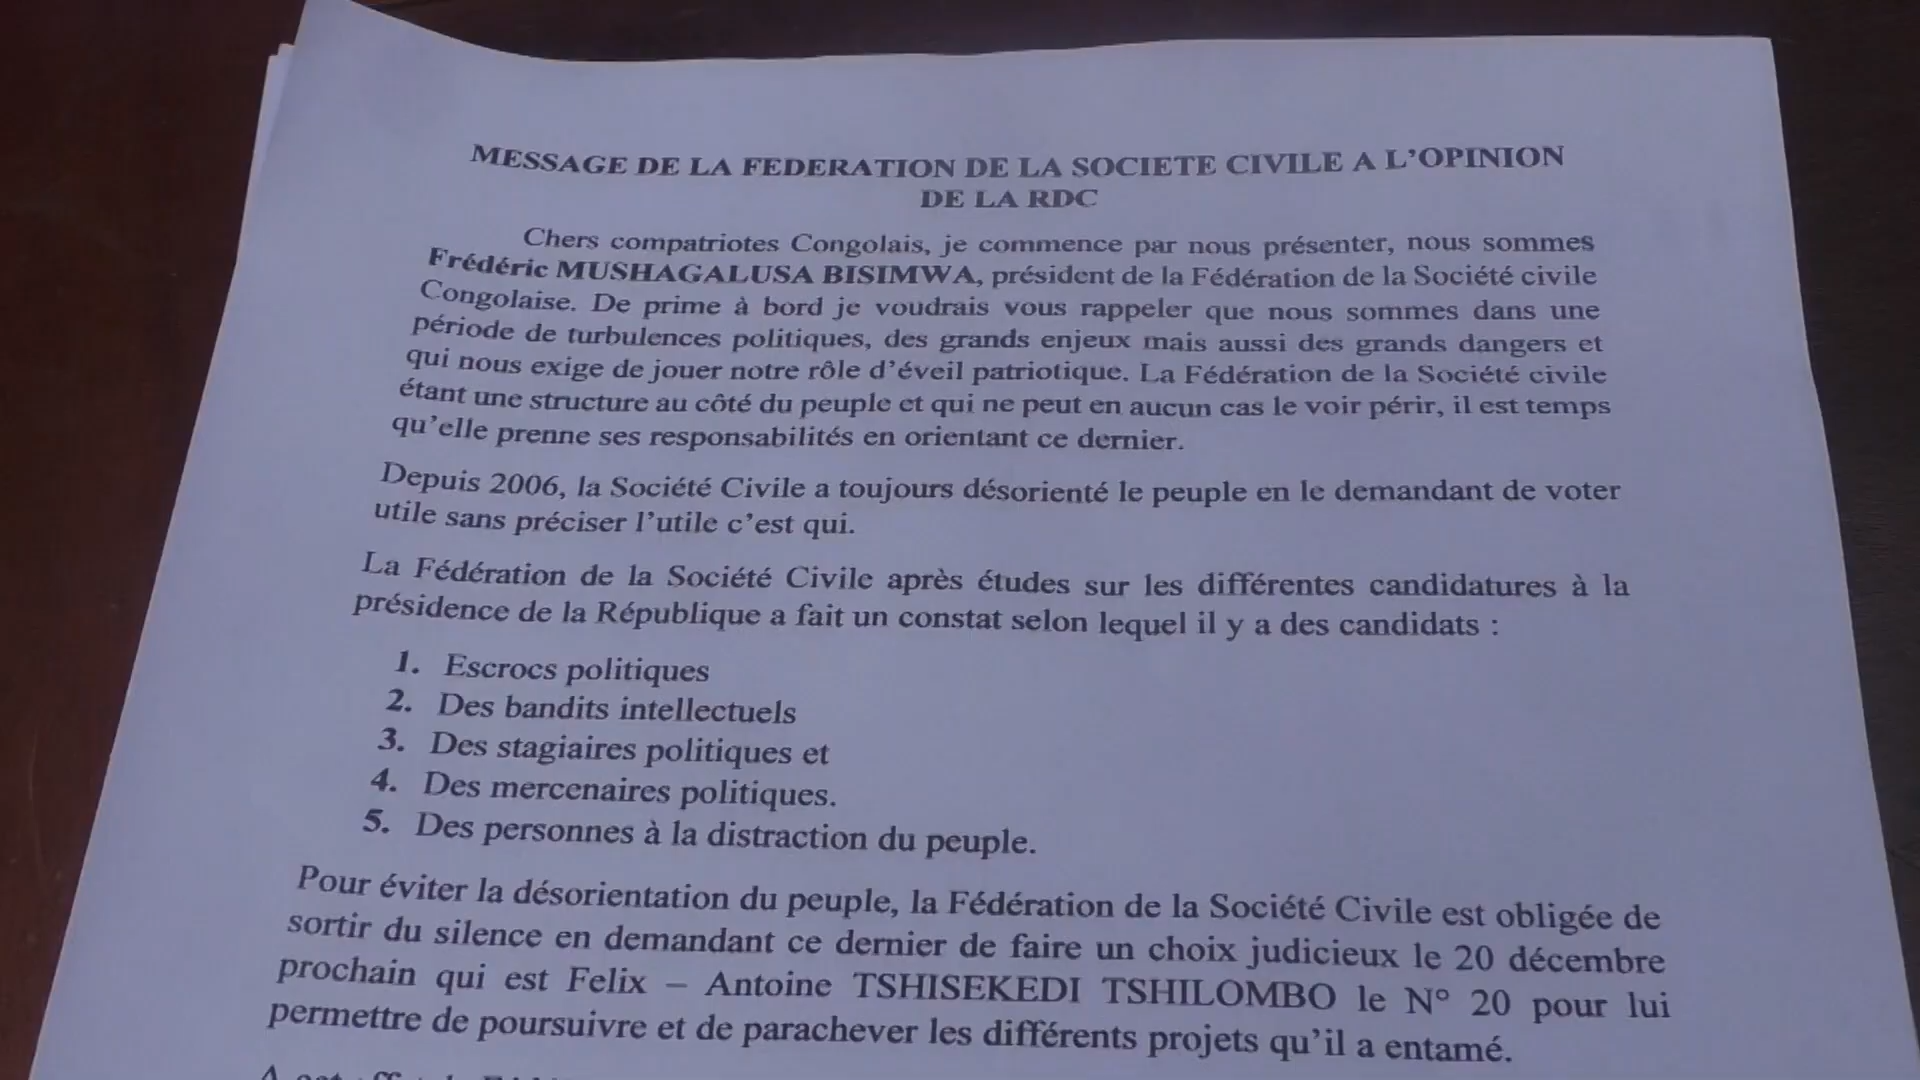 MESSAGE DE LA FEDERATION DE LA SOCIETE CIVILE A L'OPINION
DE LA RDC
Chers compatriotes Congolais, je commence par nous présenter, nous sommes
Frédéric MUSHAGALUSA BISIMWA, président de la Fédération de la Société civile
Congolaise. De prime à bord je voudrais vous rappeler que nous sommes dans une
période de turbulences politiques, des grands enjeux mais aussi des grands dangers et
qui nous exige de jouer notre rôle d'éveil patriotique. La Fédération de la Société civile
étant une structure au côté du peuple et qui ne peut en aucun cas le voir périr, il est temps
qu'elle prenne ses responsabilités en orientant ce dernier.
Depuis 2006, la Société Civile a toujours désorienté le peuple en le demandant de voter
utile sans préciser l'utile c'est qui.
La Fédération de la Société Civile après études sur les différentes candidatures à la
présidence de la République a fait un constat selon lequel il y a des candidats :
1. Escrocs politiques
2. Des bandits intellectuels
3. Des stagiaires politiques et
4. Des mercenaires politiques.
5. Des personnes à la distraction du peuple.
Pour éviter la désorientation du peuple, la Fédération de la Société Civile est obligée de
sortir du silence en demandant ce dernier de faire un choix judicieux le 20 décembre
prochain qui est Felix – Antoine TSHISEKEDI TSHILOMBO le N° 20 pour lui
permettre de poursuivre et de parachever les différents projets qu'il a entamé.